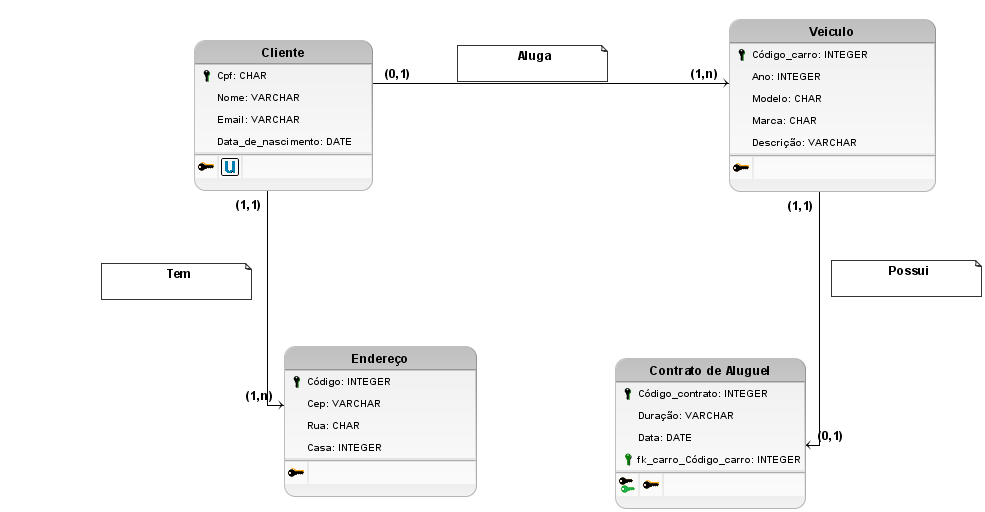 Cliente
Cpf: CHAR
Nome: VARCHAR
Email: VARCHAR
Data_de_nascimento: DATE
U
(0,1)
Aluga
(1,n)
Veiculo
Código_carro: INTEGER
Ano: INTEGER
Modelo: CHAR
Marca: CHAR
Descrição: VARCHAR
(1,1)
Tem
(1,n)
(1,1)
Possui
(0,1)
Endereço
Código: INTEGER
Cep: VARCHAR
Rua: CHAR
Casa: INTEGER
Contrato de Aluguel
Código_contrato: INTEGER
Duração: VARCHAR
Data: DATE
fk_carro_Código_carro: INTEGER